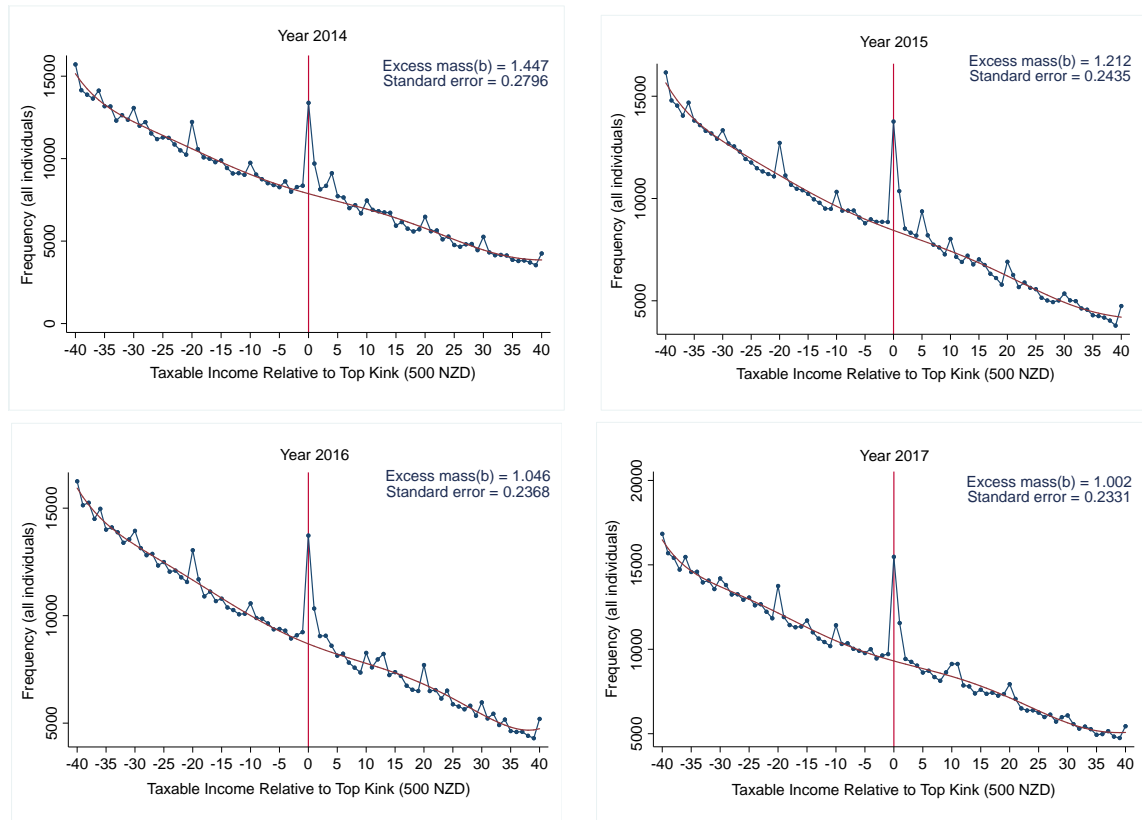 Year 2014
Excess mass(b) = 1.447
Standard error = 0.2796
Frequency (all individuals)
15000
10000
5000
0
-40 -35 -30 -25 -20 -15 -10 -5 0 5 10 15 20 25 30 35 40
Taxable Income Relative to Top Kink (500 NZD)
Year 2015
Excess mass(b) = 1.212
Standard error = 0.2435
Frequency (all individuals)
15000
10000
5000
-40 -35 -30 -25 -20 -15 -10 -5 0 5 10 15 20 25 30 35 40
Taxable Income Relative to Top Kink (500 NZD)
Year 2016
Excess mass(b) = 1.046
Standard error = 0.2368
Frequency (all individuals)
15000
10000
5000
-40 -35 -30 -25 -20 -15 -10 -5 0 5 10 15 20 25 30 35 40
Taxable Income Relative to Top Kink (500 NZD)
Year 2017
Excess mass(b) = 1.002
Standard error = 0.2331
Frequency (all individuals)
20000
15000
10000
5000
-40 -35 -30 -25 -20 -15 -10 -5 0 5 10 15 20 25 30 35 40
Taxable Income Relative to Top Kink (500 NZD)